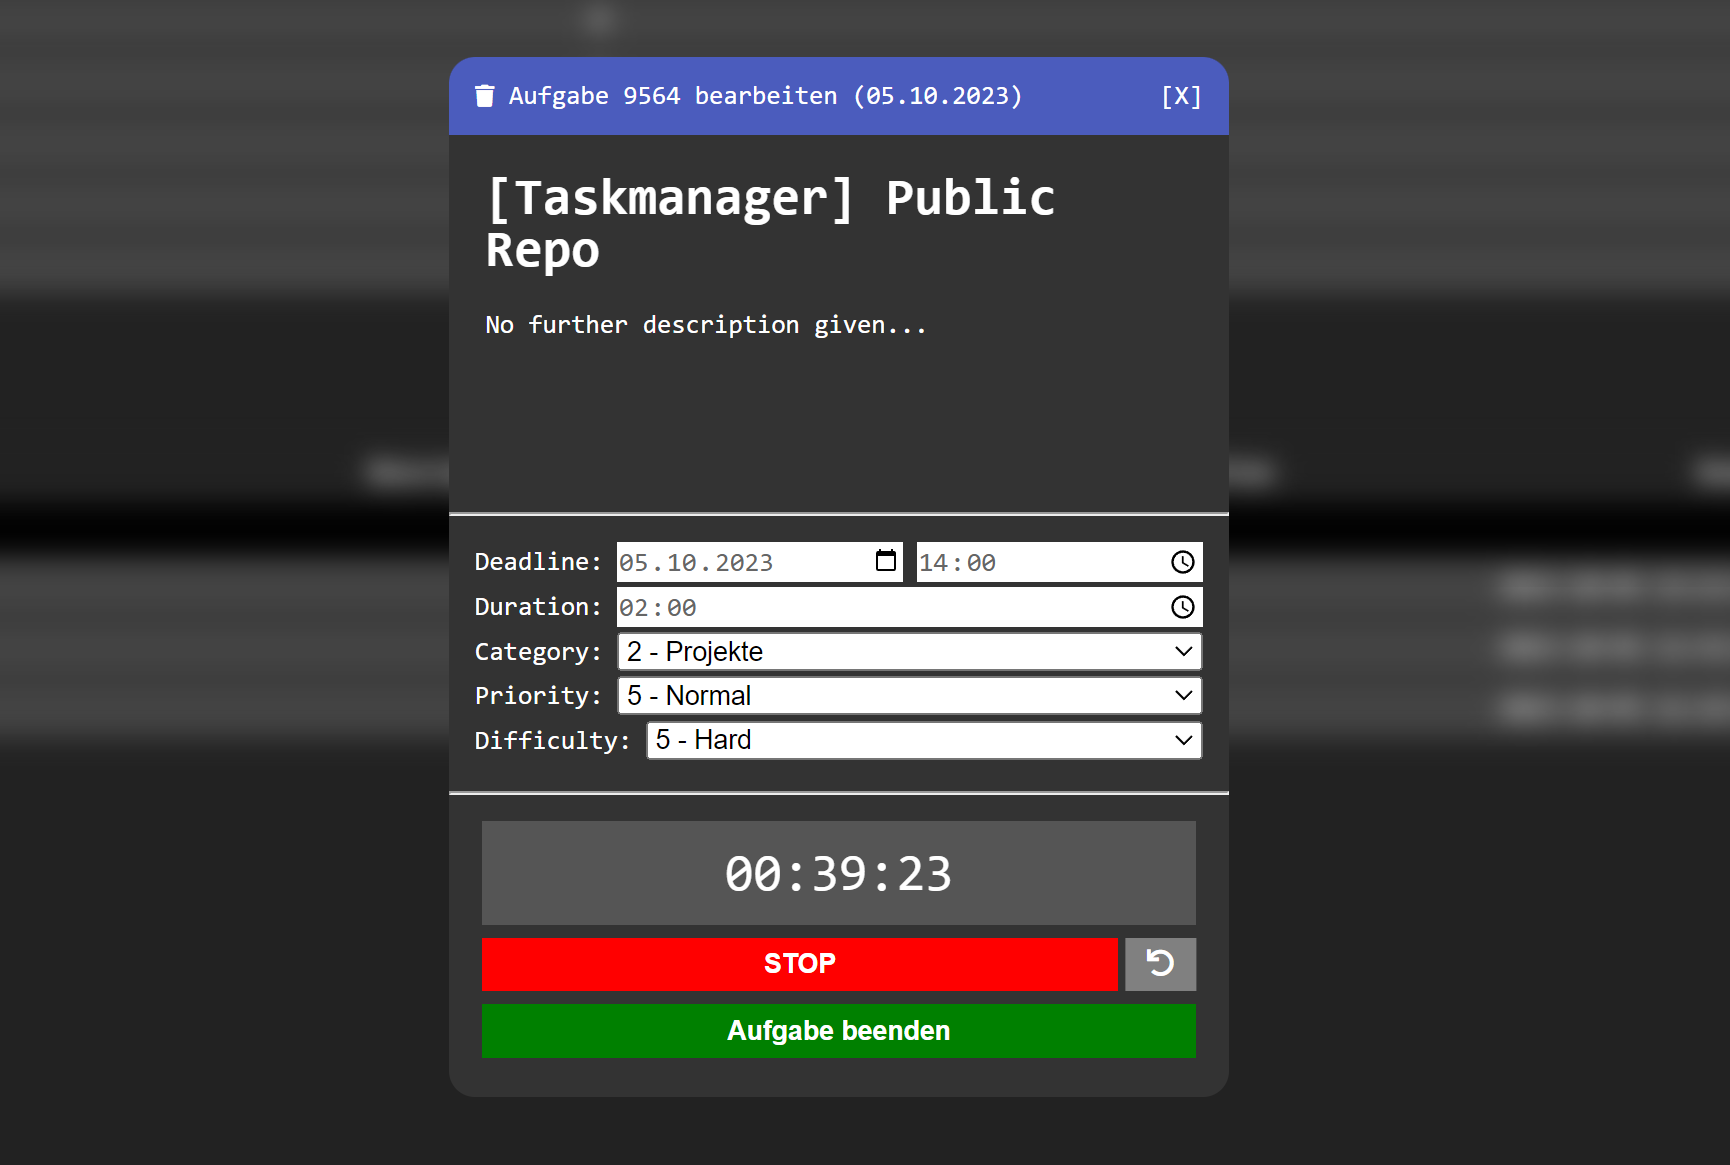 Aufgabe 9564 bearbeiten (05.10.2023) [X]
[Taskmanager] Public
Repo
No further description given...
Deadline: 05.10.2023 14:00
Duration: 02:00
Category: 2 - Projekte
Priority: 5 - Normal
Difficulty: 5 - Hard
00:39:23
STOP
Aufgabe beenden